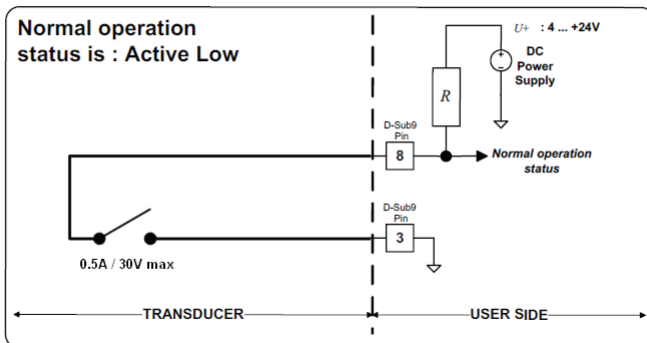 Normal operation
status is : Active Low
U+ : 4 ... +24V
DC
Power
Supply
+
−
R
D-Sub9
Pin
8
Normal operation
status
D-Sub9
Pin
3
0.5A / 30V max
TRANSDUCER
USER SIDE